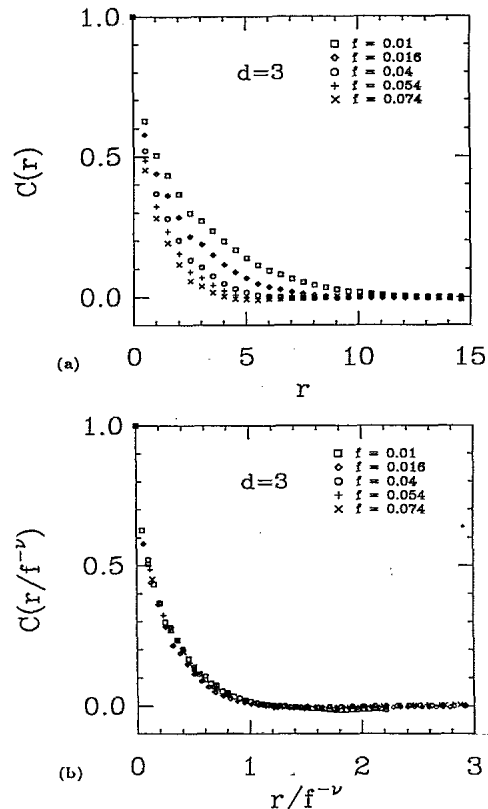 1.0
d=3
□ f = 0.01
◇ f = 0.016
○ f = 0.04
+ f = 0.054
× f = 0.074
C(r)
0.5
0.0
0 5 10 15
(a)
r
1.0
d=3
□ f = 0.01
◇ f = 0.016
○ f = 0.04
+ f = 0.054
× f = 0.074
C(r/f^{-ν})
0.5
0.0
0 1 2 3
(b)
r/f^{-ν}